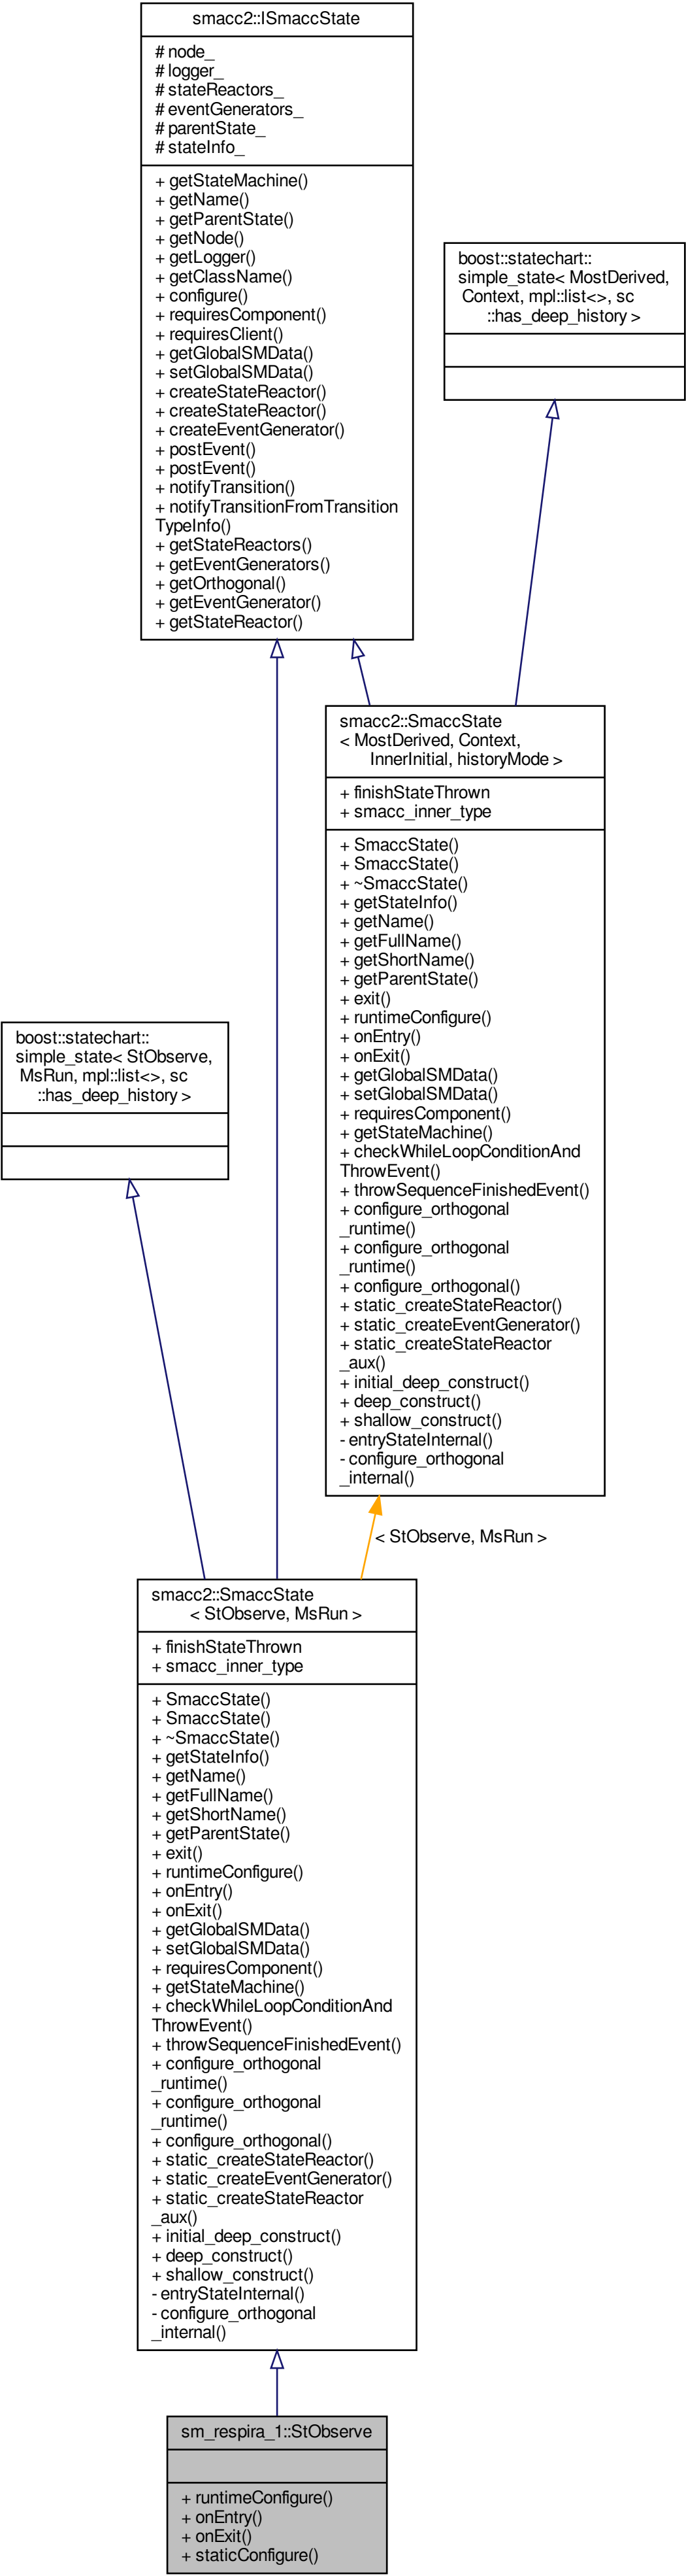 smacc2::ISmaccState
# node_
# logger_
# stateReactors_
# eventGenerators_
# parentState_
# stateInfo_
+ getStateMachine()
+ getName()
+ getParentState()
+ getNode()
+ getLogger()
+ getClassName()
+ configure()
+ requiresComponent()
+ requiresClient()
+ getGlobalSMData()
+ setGlobalSMData()
+ createStateReactor()
+ createStateReactor()
+ createEventGenerator()
+ postEvent()
+ postEvent()
+ notifyTransition()
+ notifyTransitionFromTransition
TypeInfo()
+ getStateReactors()
+ getEventGenerators()
+ getOrthogonal()
+ getEventGenerator()
+ getStateReactor()
boost::statechart::
simple_state< MostDerived,
Context, mpl::list<>, sc
::has_deep_history >
smacc2::SmaccState
< MostDerived, Context,
InnerInitial, historyMode >
+ finishStateThrown
+ smacc_inner_type
+ SmaccState()
+ SmaccState()
+ ~SmaccState()
+ getStateInfo()
+ getName()
+ getFullName()
+ getShortName()
+ getParentState()
+ exit()
+ runtimeConfigure()
+ onEntry()
+ onExit()
+ getGlobalSMData()
+ setGlobalSMData()
+ requiresComponent()
+ getStateMachine()
+ checkWhileLoopConditionAnd
ThrowEvent()
+ throwSequenceFinishedEvent()
+ configure_orthogonal
_runtime()
+ configure_orthogonal
_runtime()
+ configure_orthogonal()
+ static_createStateReactor()
+ static_createEventGenerator()
+ static_createStateReactor
_aux()
+ initial_deep_construct()
+ deep_construct()
+ shallow_construct()
- entryStateInternal()
- configure_orthogonal
_internal()
boost::statechart::
simple_state< StObserve,
MsRun, mpl::list<>, sc
::has_deep_history >
< StObserve, MsRun >
smacc2::SmaccState
< StObserve, MsRun >
+ finishStateThrown
+ smacc_inner_type
+ SmaccState()
+ SmaccState()
+ ~SmaccState()
+ getStateInfo()
+ getName()
+ getFullName()
+ getShortName()
+ getParentState()
+ exit()
+ runtimeConfigure()
+ onEntry()
+ onExit()
+ getGlobalSMData()
+ setGlobalSMData()
+ requiresComponent()
+ getStateMachine()
+ checkWhileLoopConditionAnd
ThrowEvent()
+ throwSequenceFinishedEvent()
+ configure_orthogonal
_runtime()
+ configure_orthogonal
_runtime()
+ configure_orthogonal()
+ static_createStateReactor()
+ static_createEventGenerator()
+ static_createStateReactor
_aux()
+ initial_deep_construct()
+ deep_construct()
+ shallow_construct()
- entryStateInternal()
- configure_orthogonal
_internal()
sm_respira_1::StObserve
+ runtimeConfigure()
+ onEntry()
+ onExit()
+ staticConfigure()